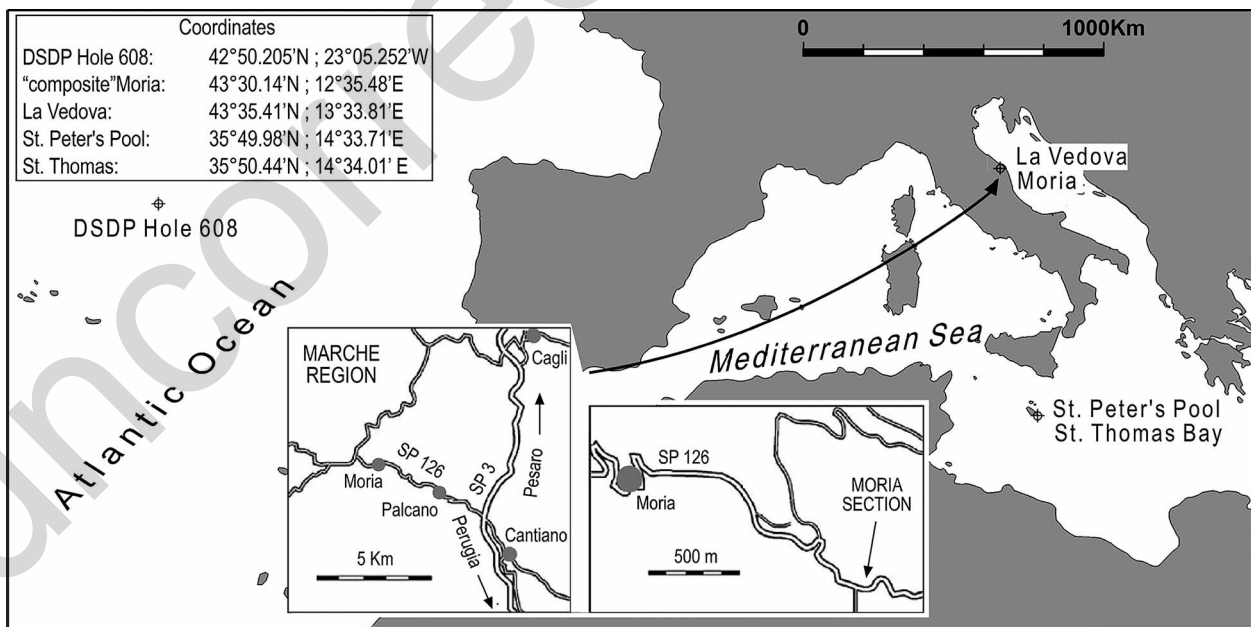 Coordinates
DSDP Hole 608: 42°50.205'N ; 23°05.252'W
"composite"Moria: 43°30.14'N ; 12°35.48'E
La Vedova: 43°35.41'N ; 13°33.81'E
St. Peter's Pool: 35°49.98'N ; 14°33.71'E
St. Thomas: 35°50.44'N ; 14°34.01' E
0 1000Km
La Vedova
Moria
DSDP Hole 608
Atlantic Ocean
Mediterranean Sea
St. Peter's Pool
St. Thomas Bay
MARCHE
REGION
Cagli
SP 126
SP 3
Pesaro
Moria
Palcano
Perugia
Cantiano
5 Km
SP 126
Moria
MORIA
SECTION
500 m
uncorre